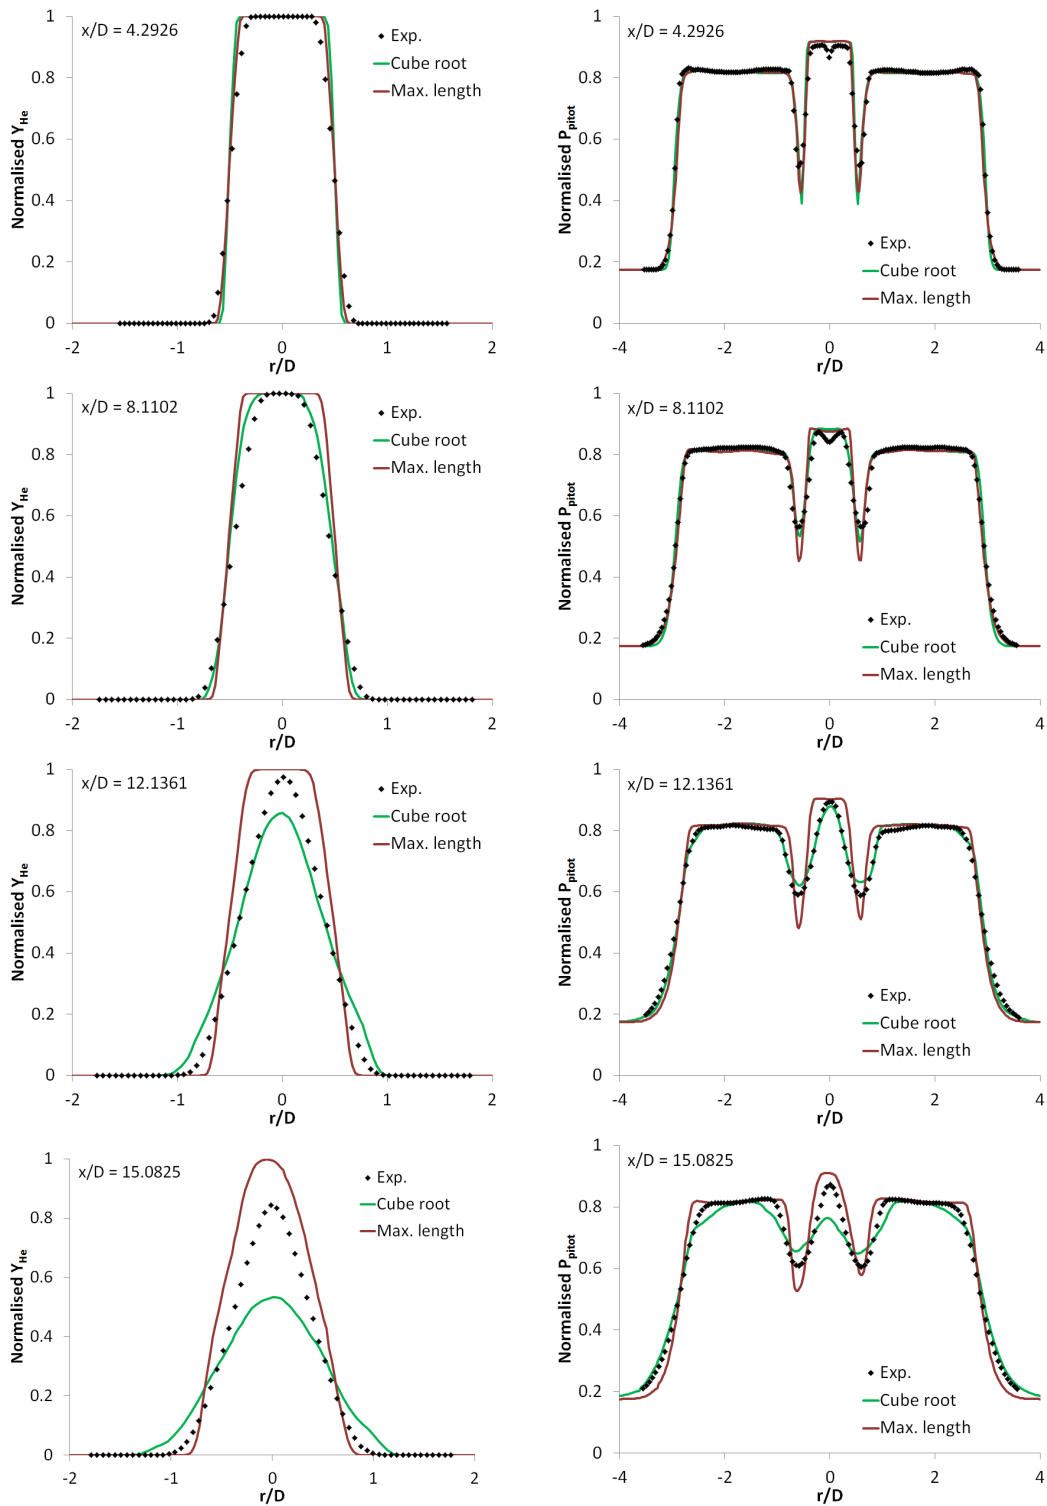 1
x/D = 4.2926
Exp.
0.8
Cube root
Max. length
0.6
Normalised Y_He
0.4
0.2
0
-2 -1 0 1 2
r/D
1
x/D = 4.2926
0.8
0.6
Normalised P_pitot
0.4
Exp.
0.2
Cube root
Max. length
0
-4 -2 0 2 4
r/D
1
x/D = 8.1102
Exp.
0.8
Cube root
Max. length
0.6
Normalised Y_He
0.4
0.2
0
-2 -1 0 1 2
r/D
1
x/D = 8.1102
0.8
0.6
Normalised P_pitot
0.4
0.2
Exp.
Cube root
Max. length
0
-4 -2 0 2 4
r/D
1
x/D = 12.1361
Exp.
0.8
Cube root
Max. length
0.6
Normalised Y_He
0.4
0.2
0
-2 -1 0 1 2
r/D
1
x/D = 12.1361
0.8
0.6
Normalised P_pitot
0.4
Exp.
0.2
Cube root
Max. length
0
-4 -2 0 2 4
r/D
1
x/D = 15.0825
Exp.
Cube root
0.8
Max. length
0.6
Normalised Y_He
0.4
0.2
0
-2 -1 0 1 2
r/D
1
x/D = 15.0825
0.8
0.6
Normalised P_pitot
0.4
Exp.
0.2
Cube root
Max. length
0
-4 -2 0 2 4
r/D